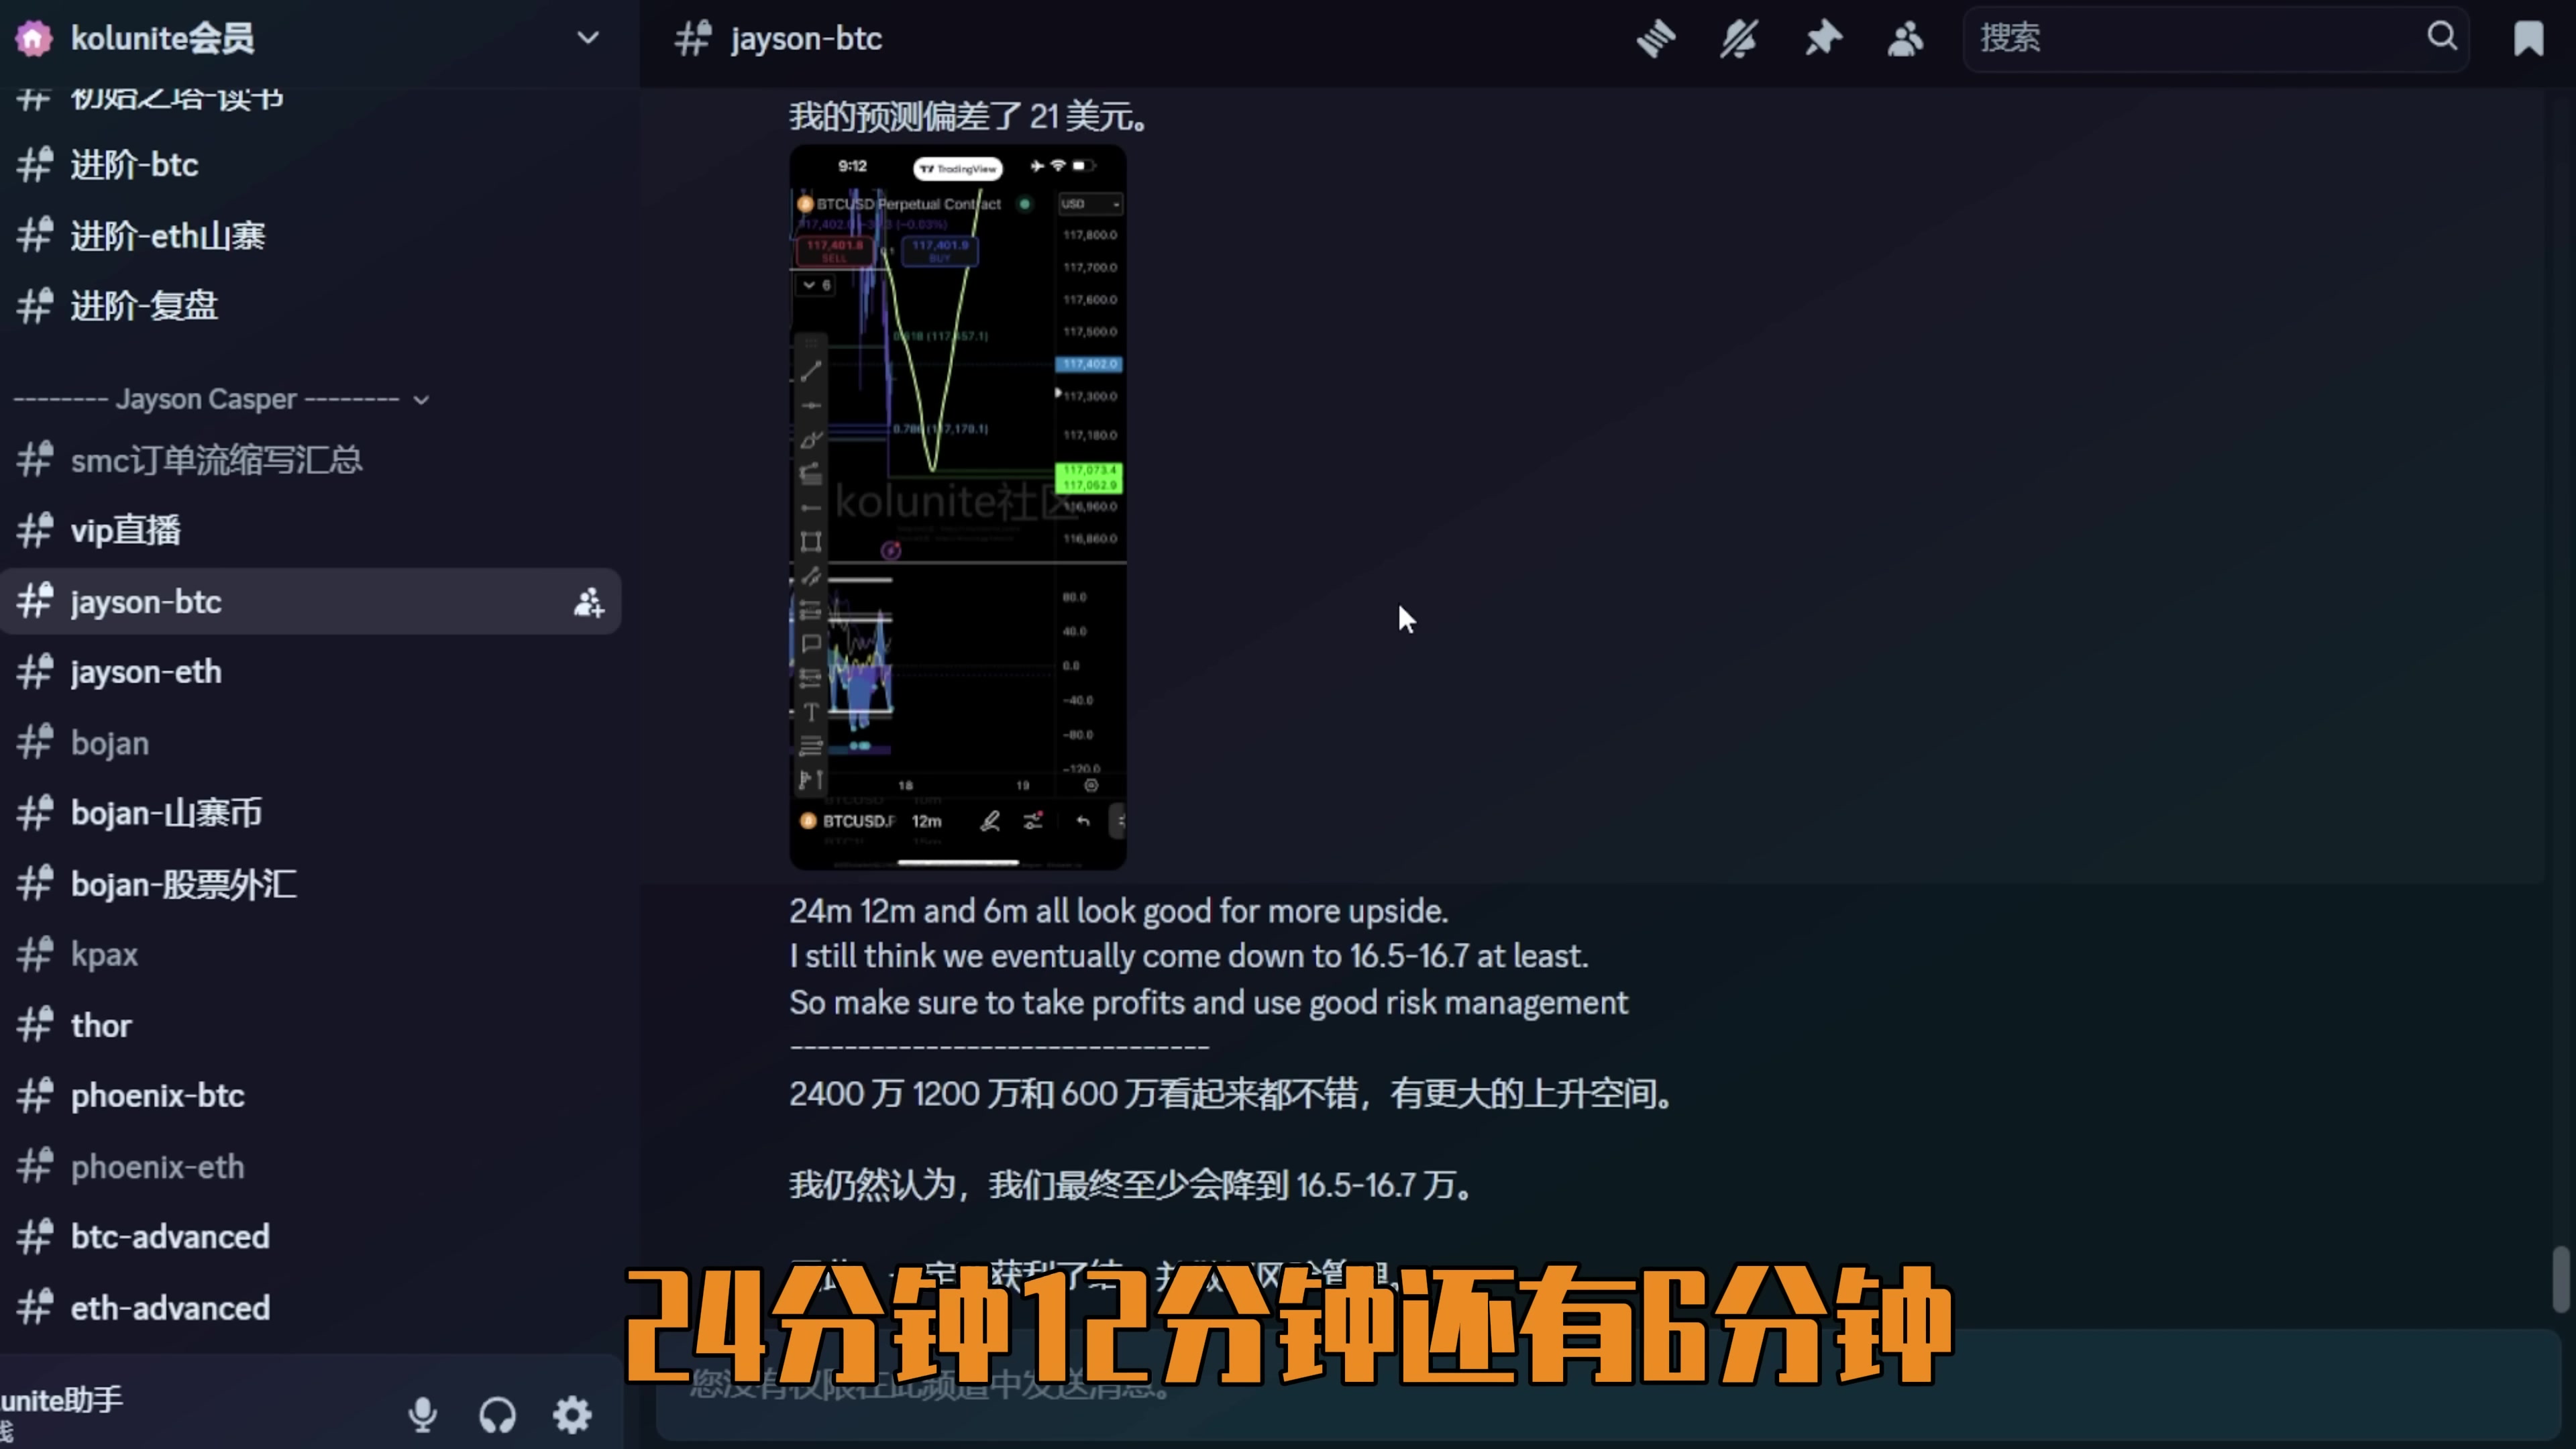 kolunite会员
初始之塔-读书
进阶-btc
进阶-eth山寨
进阶-复盘
-------- Jayson Casper --------
smc订单流缩写汇总
vip直播
jayson-btc
jayson-eth
bojan
bojan-山寨币
bojan-股票外汇
kpax
thor
phoenix-btc
phoenix-eth
btc-advanced
eth-advanced
unite助手
线
jayson-btc
搜索
我的预测偏差了 21 美元。
9:12
TradingView
BTCUSD Perpetual Contract
USD
117,401.8
SELL
117,401.9
BUY
6
117,800.0
117,700.0
117,600.0
117,500.0
117,402.0
117,300.0
117,180.0
117,073.4
117,052.9
116,960.0
116,860.0
kolunite社区
80.0
40.0
0.0
-40.0
-80.0
-120.0
18
19
BTCUSD.P
12m
24m 12m and 6m all look good for more upside.
I still think we eventually come down to 16.5-16.7 at least.
So make sure to take profits and use good risk management
-------------------------------
2400 万 1200 万和 600 万看起来都不错，有更大的上升空间。
我仍然认为，我们最终至少会降到 16.5-16.7 万。
24分钟12分钟还有6分钟
您没有权限在此频道中发送消息。